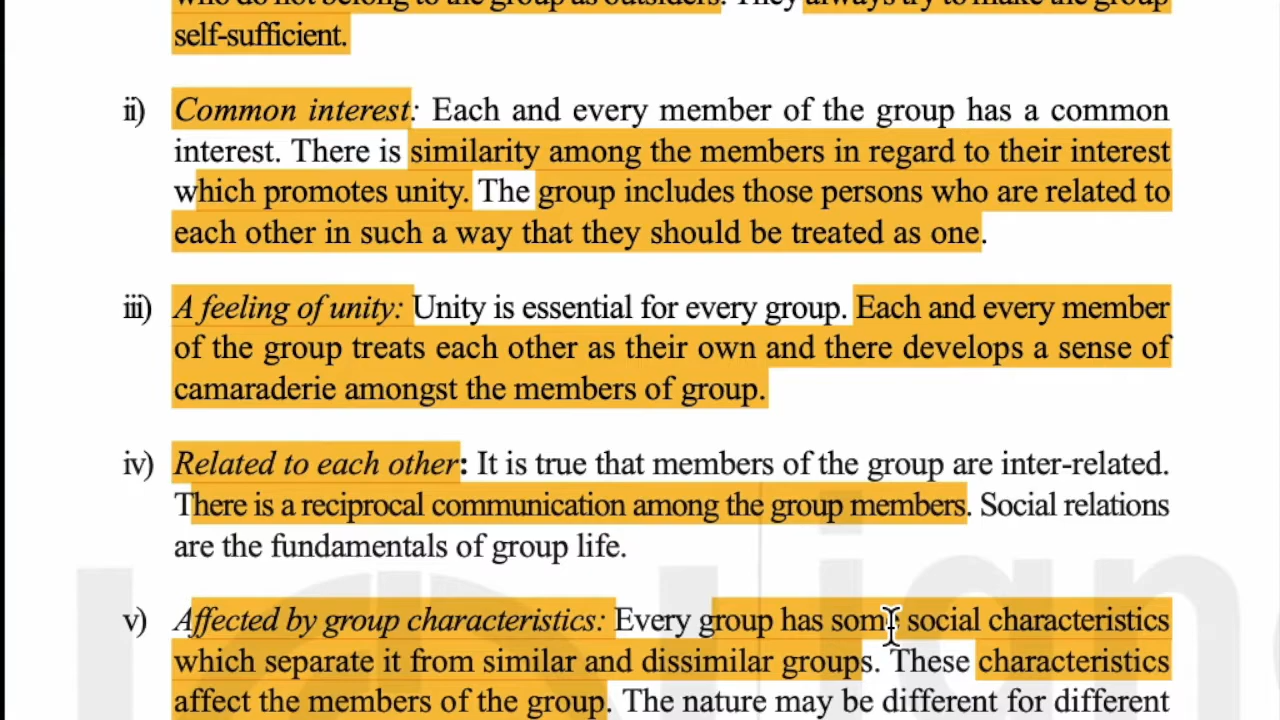 who do not belong to the group as outsiders. They always try to make the group
self-sufficient.
ii) Common interest: Each and every member of the group has a common
interest. There is similarity among the members in regard to their interest
which promotes unity. The group includes those persons who are related to
each other in such a way that they should be treated as one.
iii) A feeling of unity: Unity is essential for every group. Each and every member
of the group treats each other as their own and there develops a sense of
camaraderie amongst the members of group.
iv) Related to each other: It is true that members of the group are inter-related.
There is a reciprocal communication among the group members. Social relations
are the fundamentals of group life.
v) Affected by group characteristics: Every group has some social characteristics
which separate it from similar and dissimilar groups. These characteristics
affect the members of the group. The nature may be different for different